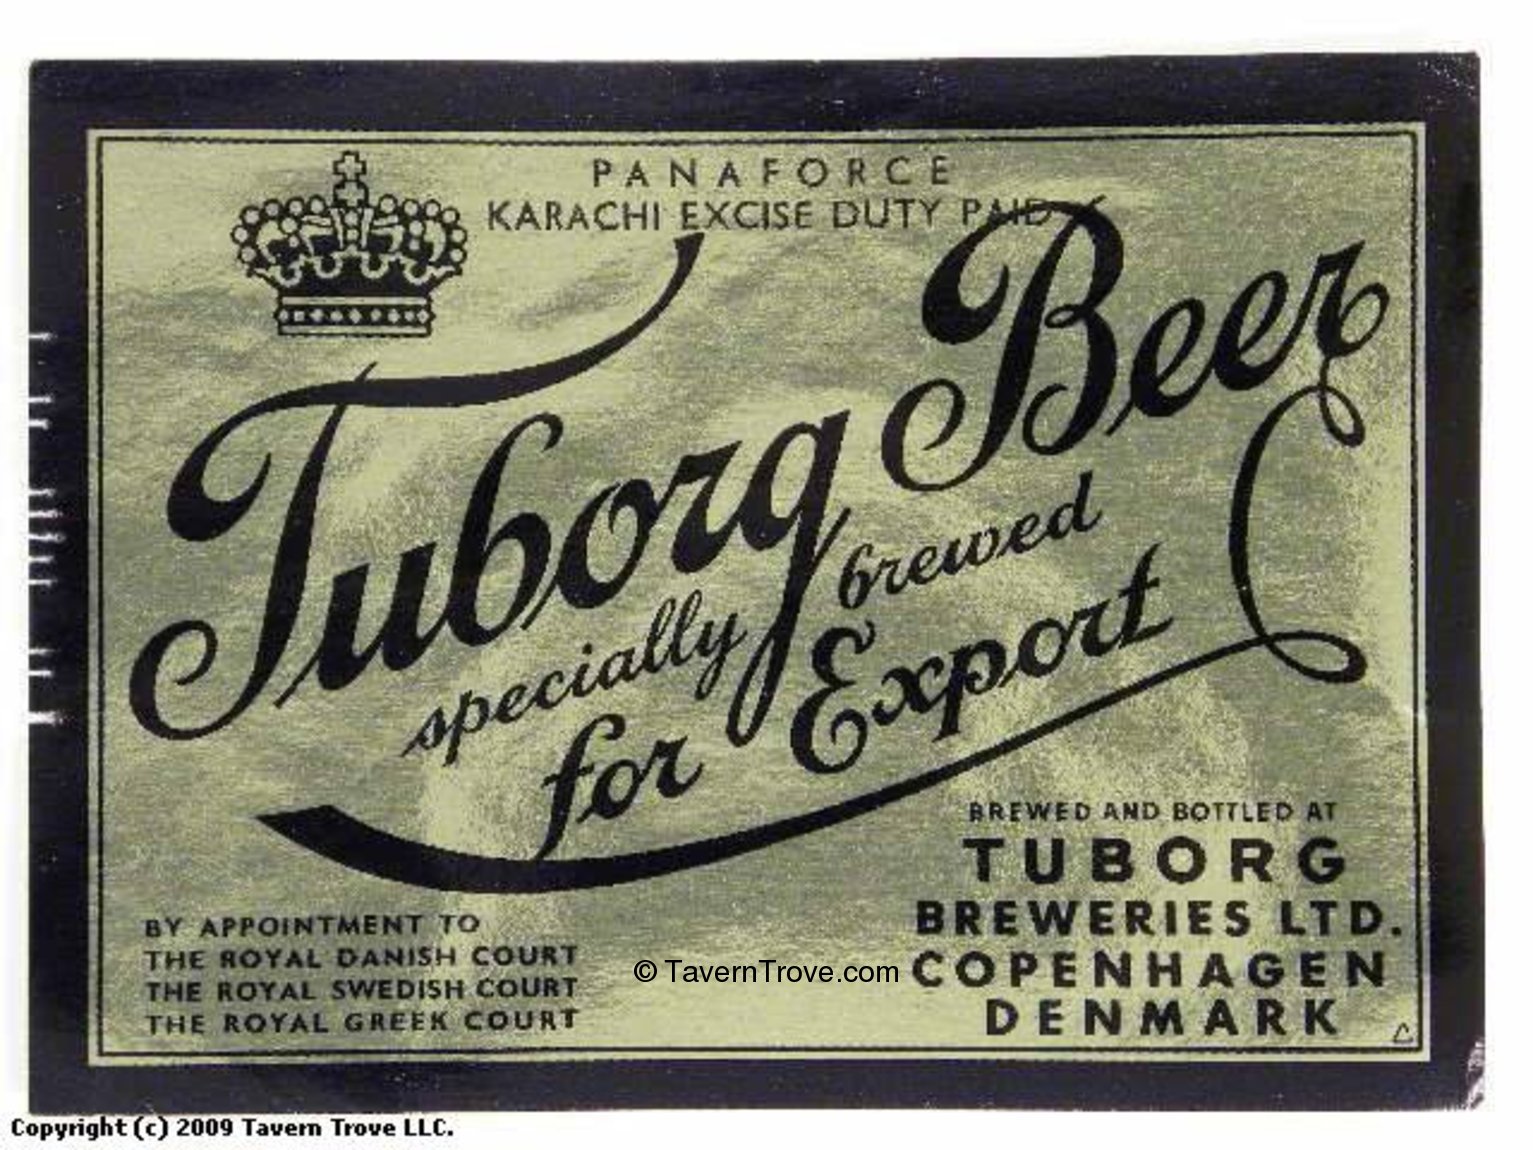 PANAFORCE
KARACHI EXCISE DUTY PAID
Tuborg Beer
specially brewed
for Export
BREWED AND BOTTLED AT
TUBORG
BREWERIES LTD.
COPENHAGEN
DENMARK
BY APPOINTMENT TO
THE ROYAL DANISH COURT
THE ROYAL SWEDISH COURT
THE ROYAL GREEK COURT
© TavernTrove.com
C
Copyright (c) 2009 Tavern Trove LLC.